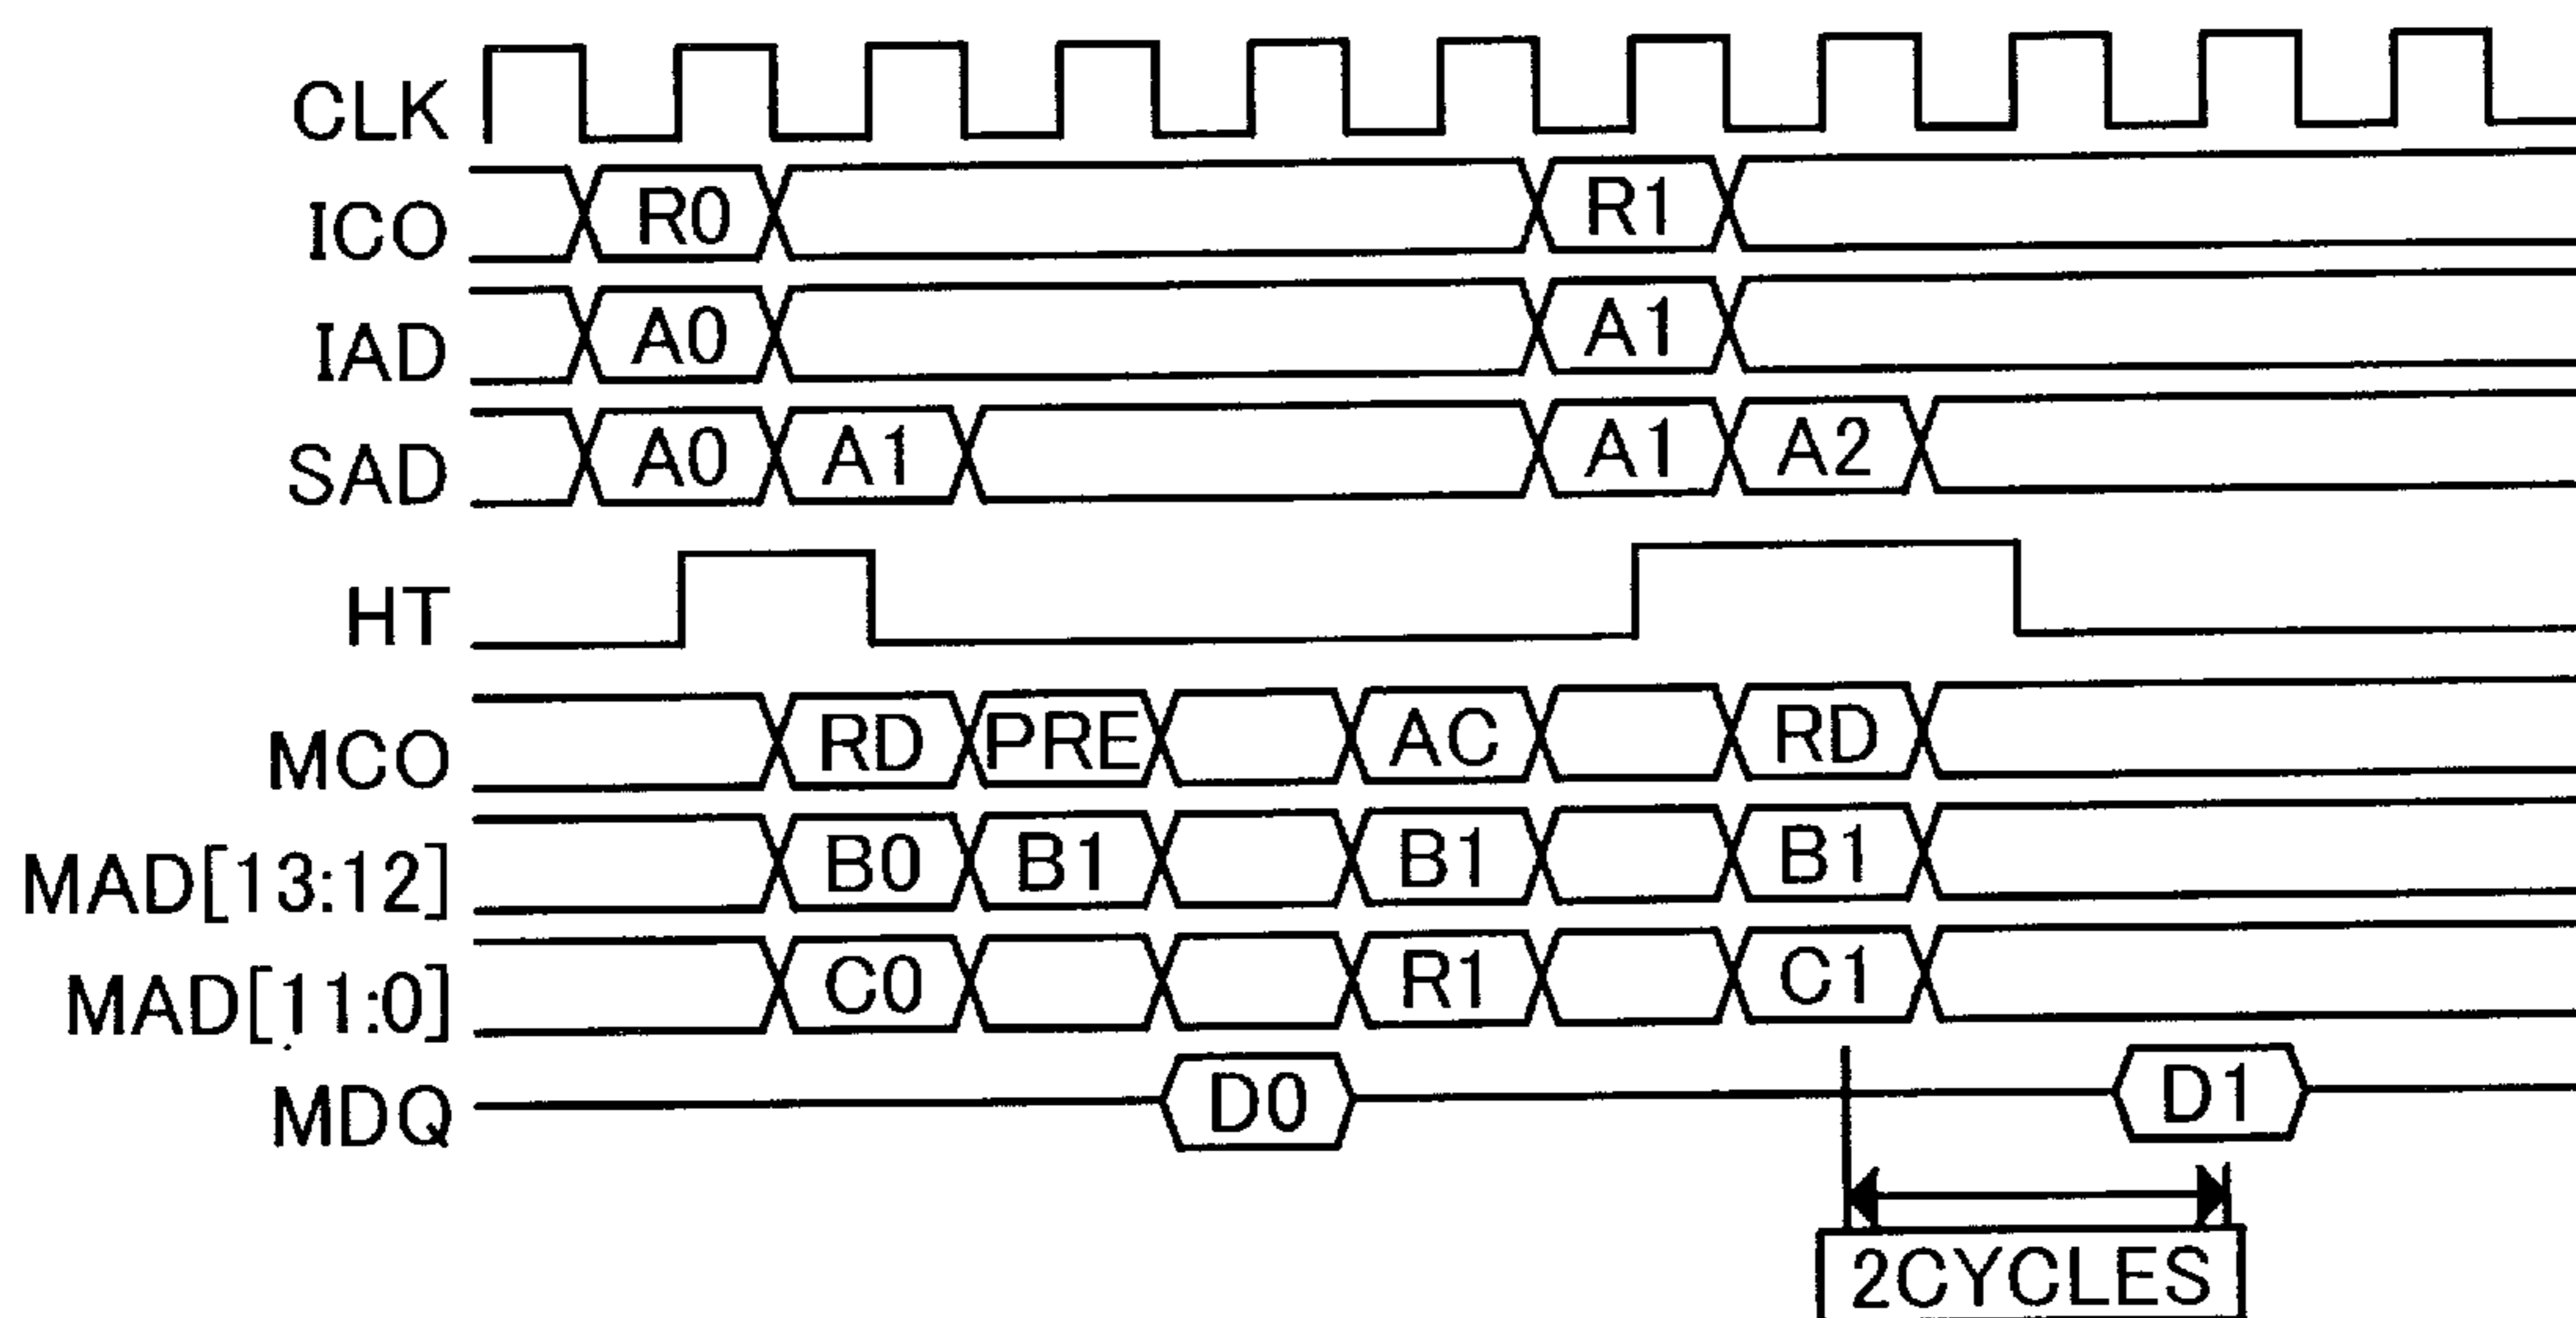 CLK
ICO R0 R1
IAD A0 A1
SAD A0 A1 A1 A2
HT
MCO RD PRE AC RD
MAD[13:12] B0 B1 B1 B1
MAD[11:0] C0 R1 C1
MDQ D0 D1
2CYCLES